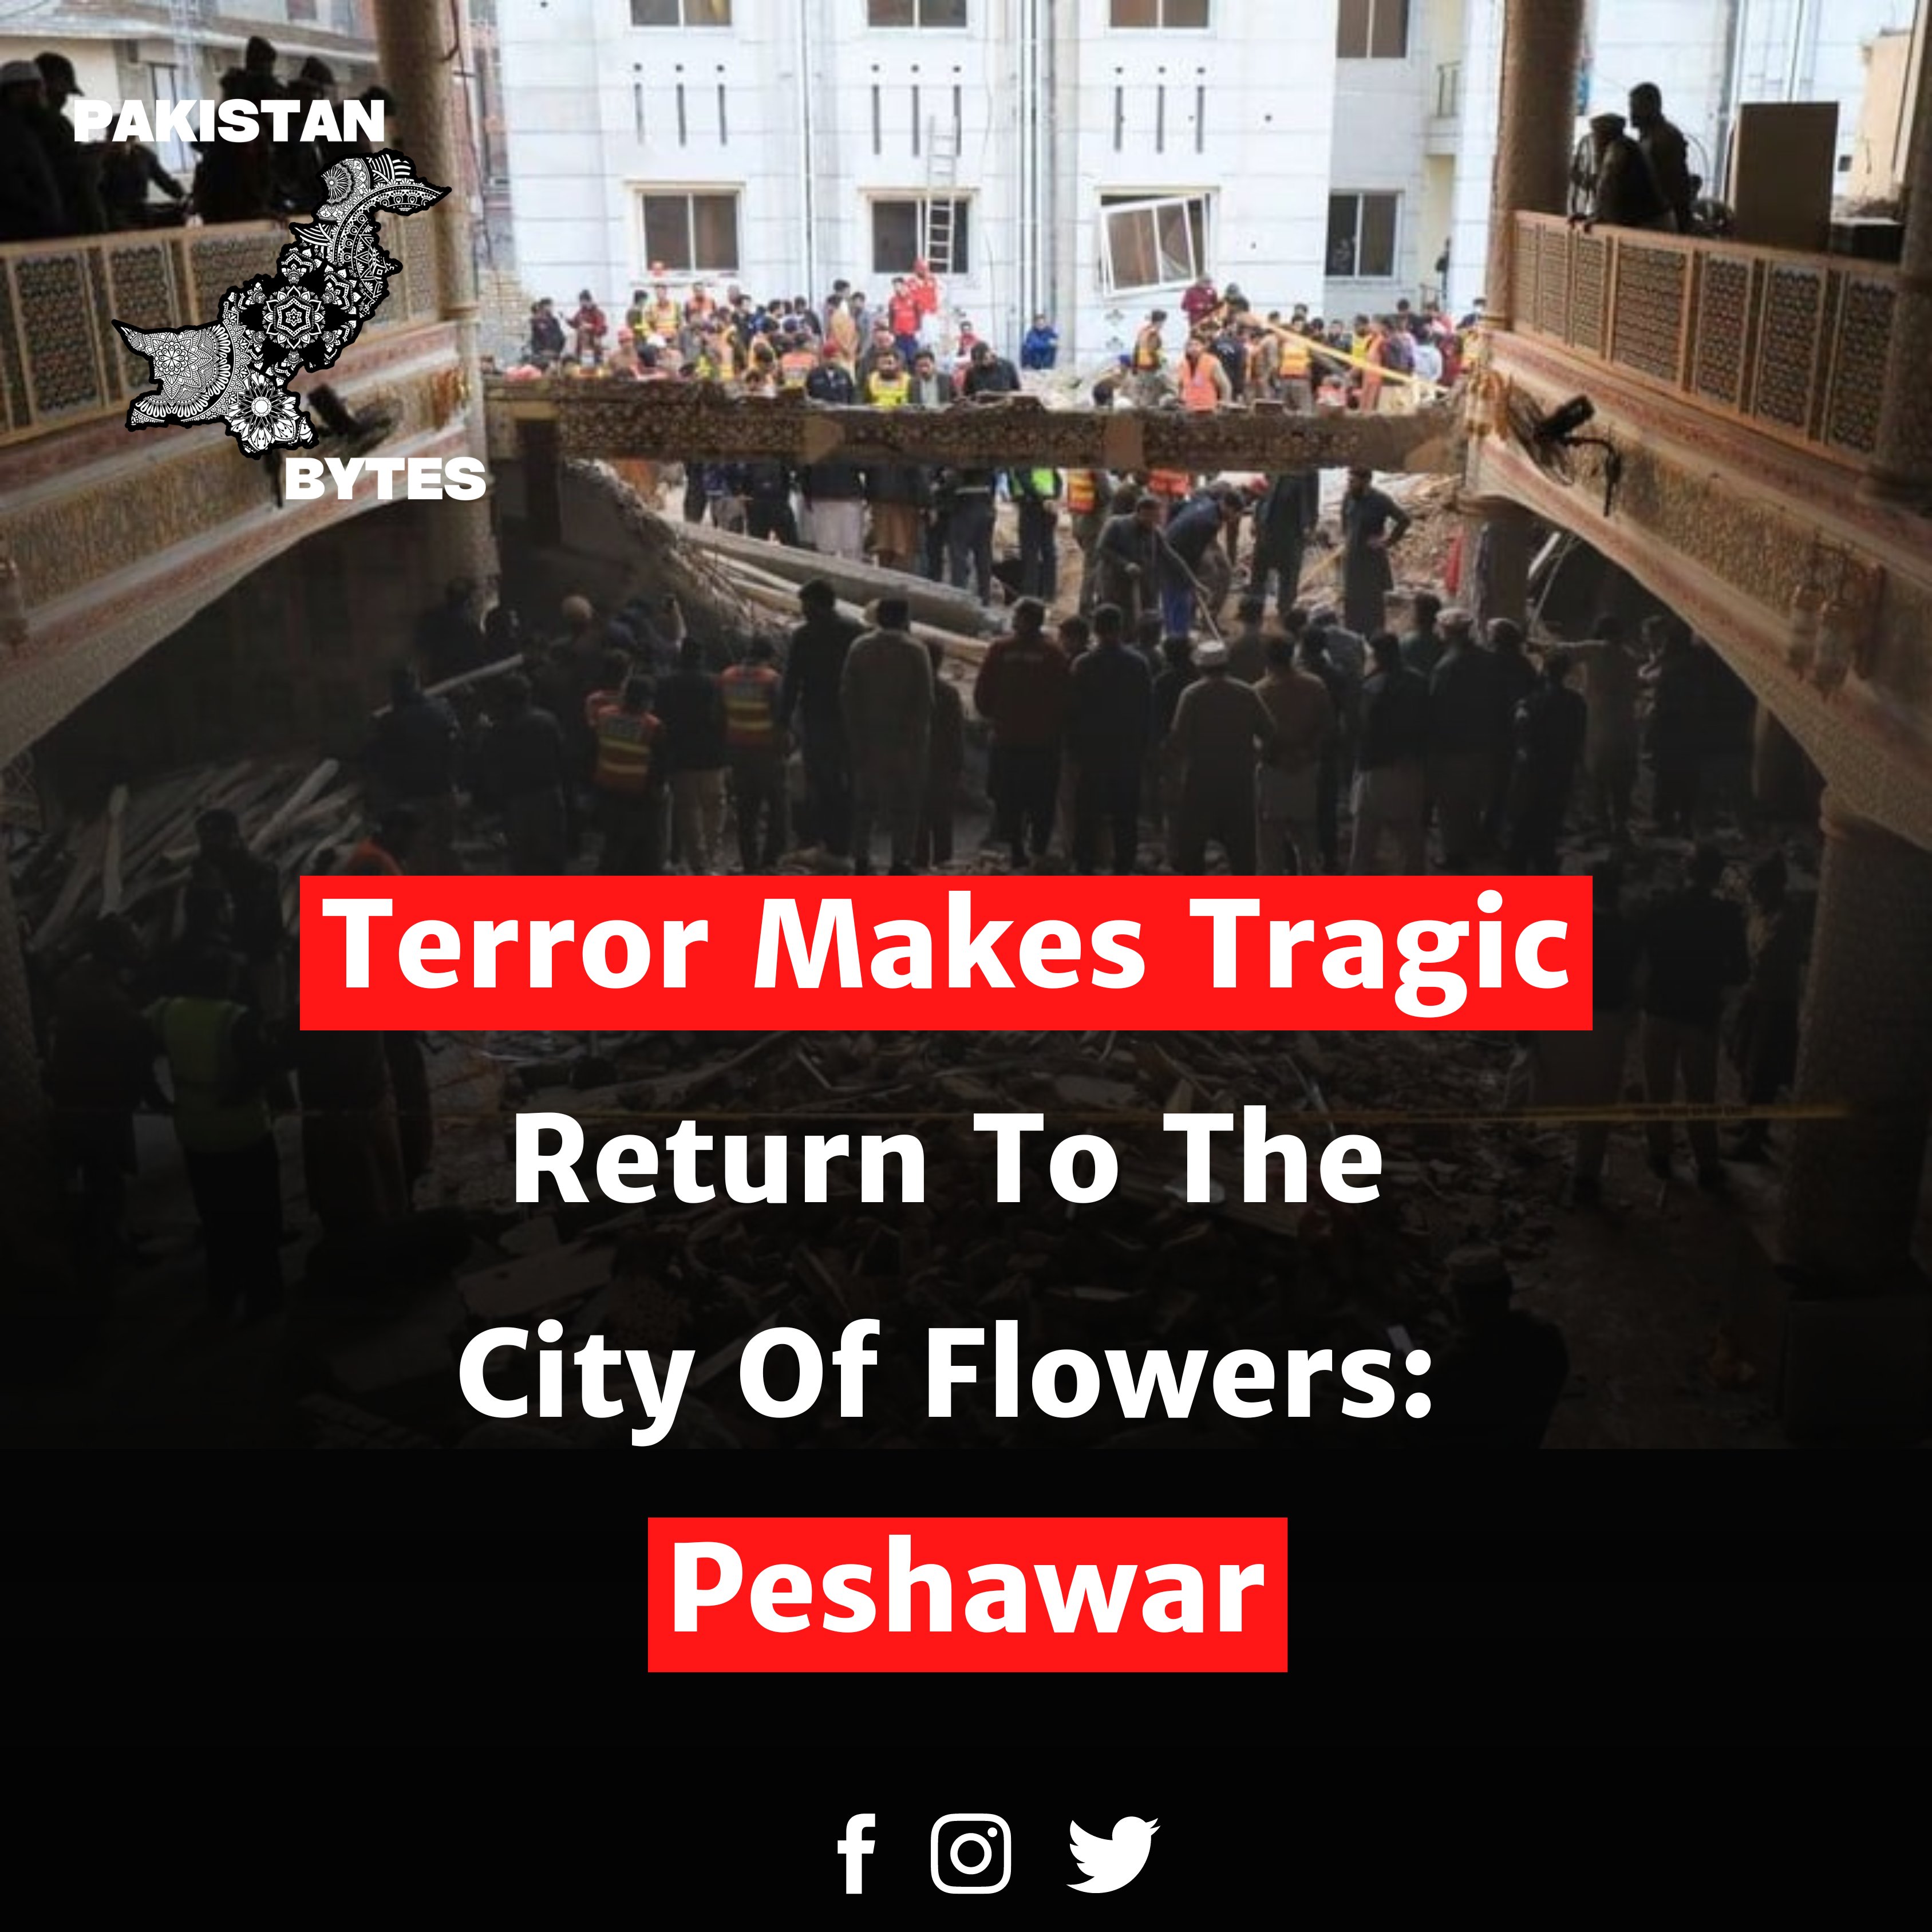 PAKISTAN
BYTES
Terror Makes Tragic
Return To The
City Of Flowers:
Peshawar